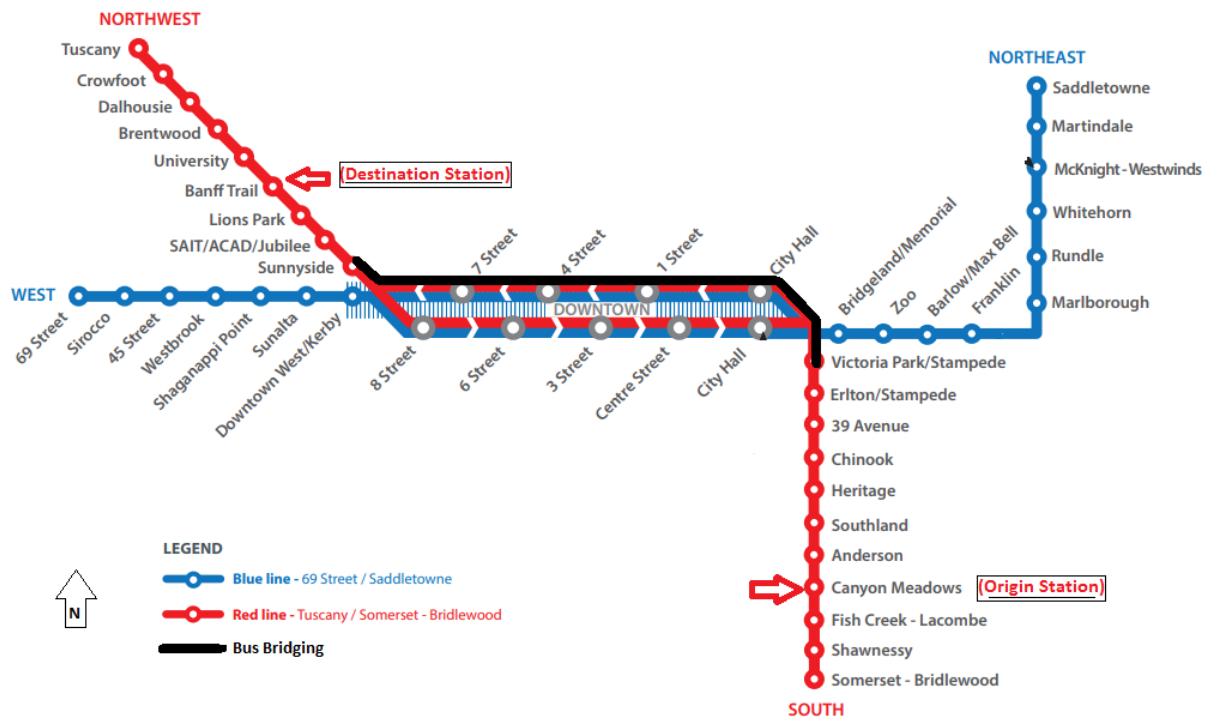 NORTHWEST
Tuscany
Crowfoot
Dalhousie
Brentwood
University
Banff Trail
(Destination Station)
Lions Park
SAIT/ACAD/Jubilee
Sunnyside
NORTHEAST
Saddletowne
Martindale
McKnight - Westwinds
Whitehorn
Rundle
Marlborough
7 Street
4 Street
1 Street
City Hall
Bridgeland/Memorial
Zoo
Barlow/Max Bell
Franklin
WEST
DOWNTOWN
69 Street
Sirocco
45 Street
Westbrook
Shaganappi Point
Sunalta
Downtown West/Kerby
8 Street
6 Street
3 Street
Centre Street
City Hall
Victoria Park/Stampede
Erlton/Stampede
39 Avenue
Chinook
Heritage
Southland
Anderson
Canyon Meadows
(Origin Station)
Fish Creek - Lacombe
Shawnessy
Somerset - Bridlewood
SOUTH
LEGEND
Blue line - 69 Street / Saddletowne
Red line - Tuscany / Somerset - Bridlewood
Bus Bridging
N